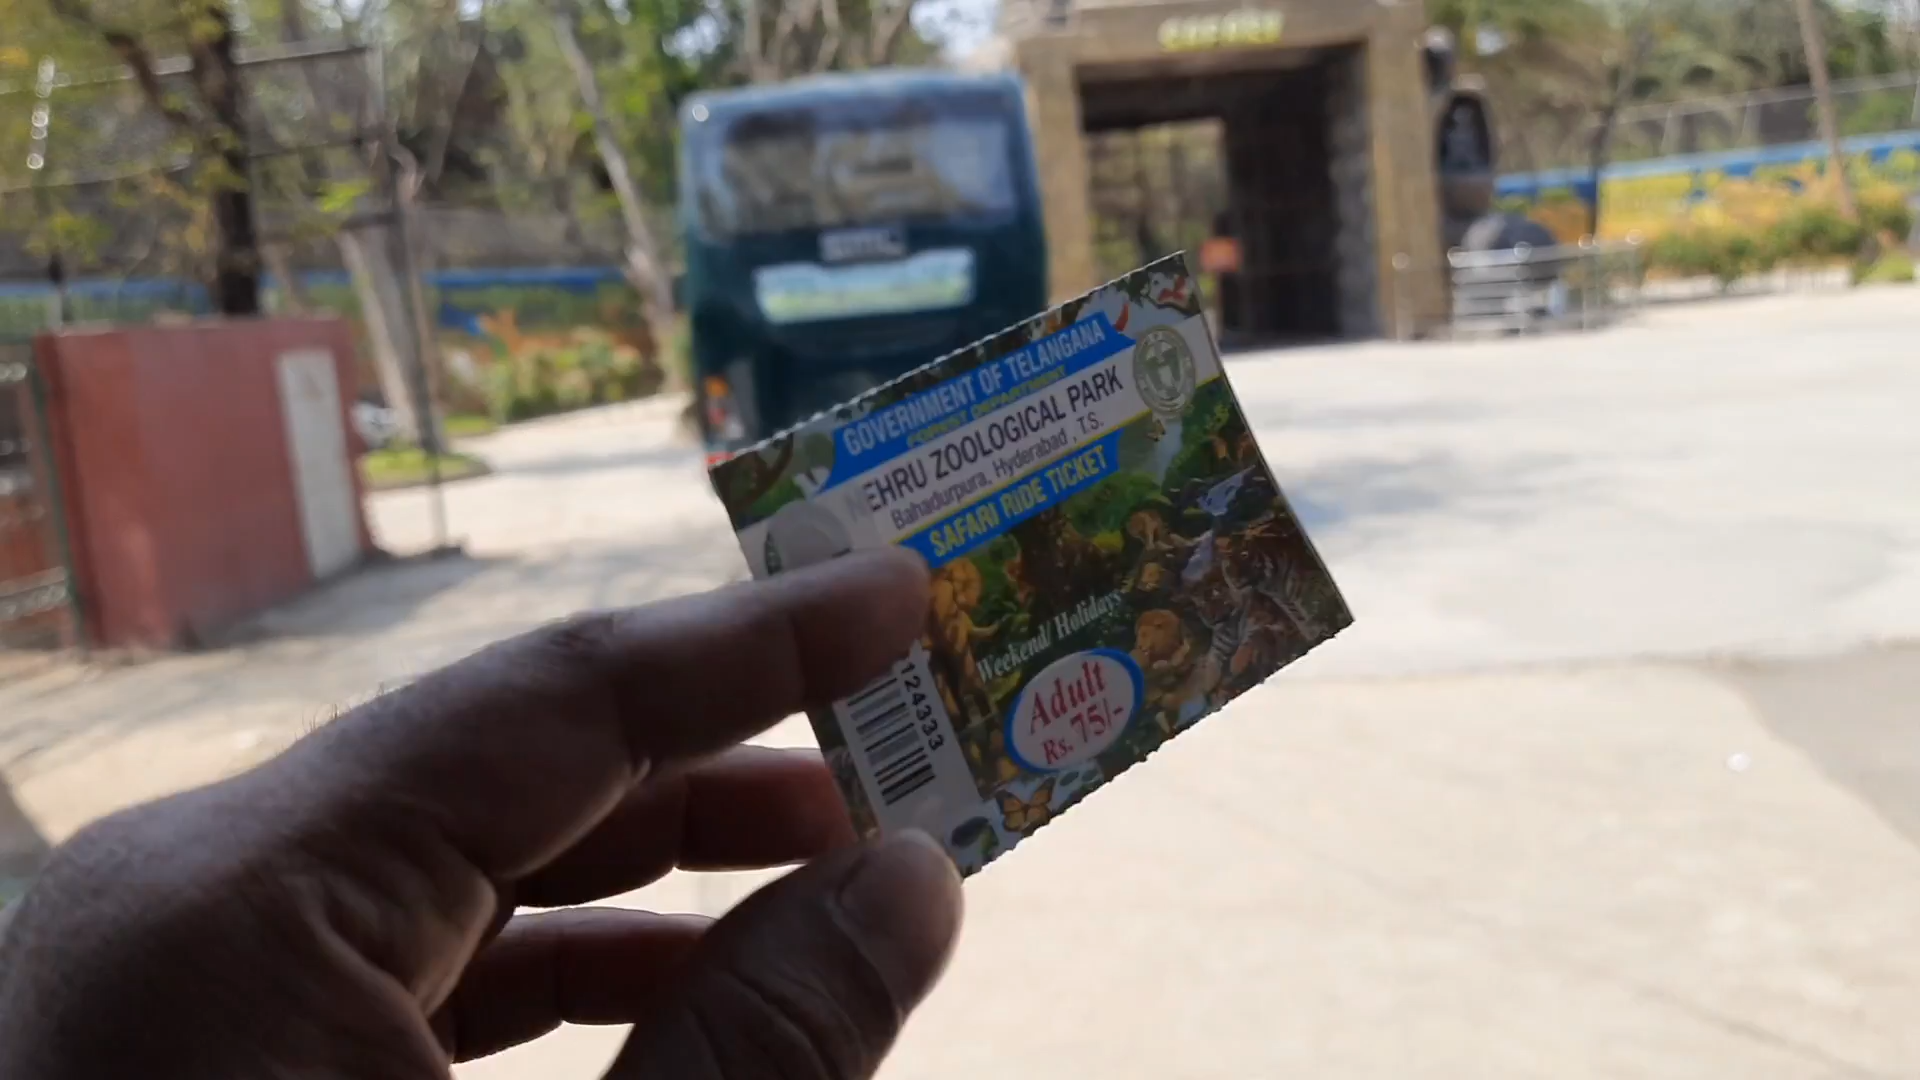 GOVERNMENT OF TELANGANA
FOREST DEPARTMENT
NEHRU ZOOLOGICAL PARK
Bahadurpura, Hyderabad , T.S.
SAFARI RIDE TICKET
Weekend/ Holidays
Adult
Rs. 75/-
124333